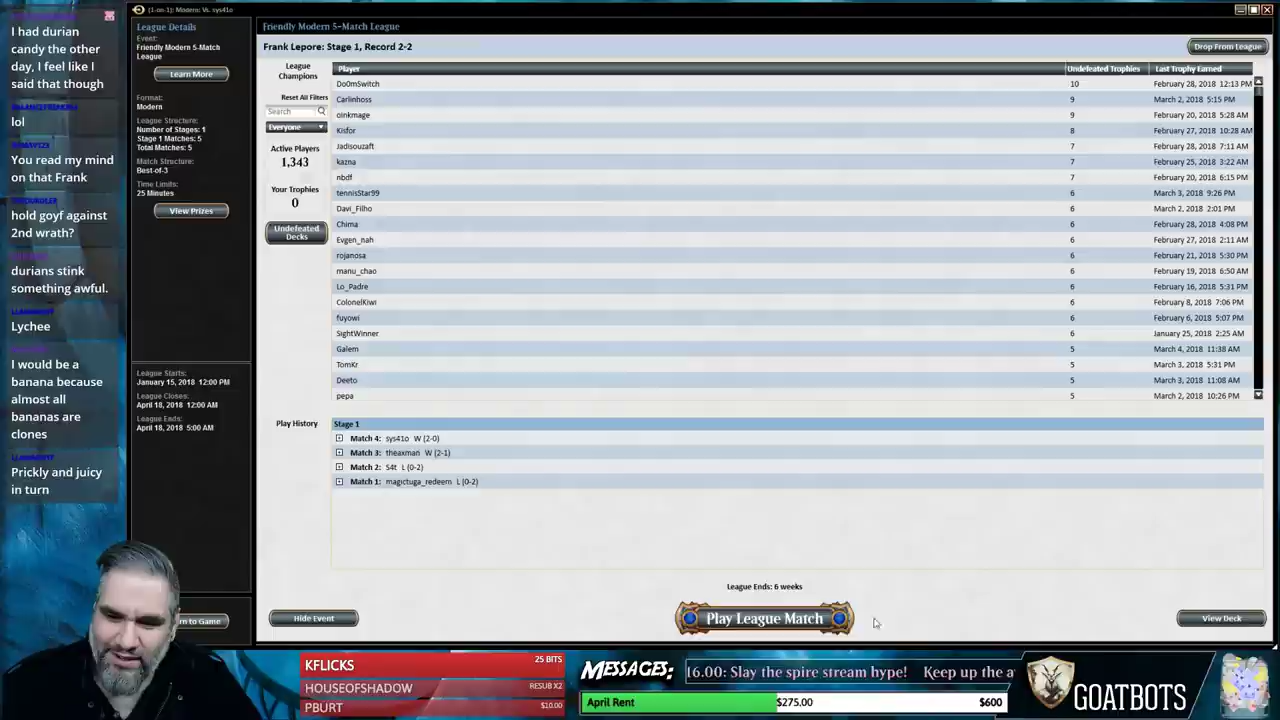 I had durian
candy the other
day, I feel like I
said that though
lol
You read my mind
on that Frank
hold goyf against
2nd wrath?
durians stink
something awful.
Lychee
I would be a
banana because
almost all
bananas are
clones
Prickly and juicy
in turn
(1-on-1) Modern: Vs. sys41o
League Details
Event:
Friendly Modern 5-Match
League
Learn More
Format:
Modern
League Structure:
Number of Stages: 1
Stage 1 Matches: 5
Total Matches: 5
Match Structure:
Best-of-3
Time Limits:
25 Minutes
View Prizes
League Starts:
January 15, 2018 12:00 PM
League Closes:
April 18, 2018 12:00 AM
League Ends:
April 18, 2018 5:00 AM
rn to Game
Friendly Modern 5-Match League
Frank Lepore: Stage 1, Record 2-2
Drop From League
League
Champions
Reset All Filters
Search
Everyone
Active Players
1,343
Your Trophies
0
Undefeated
Decks
Player Undefeated Trophies Last Trophy Earned
Do0mSwitch 10 February 28, 2018 12:13 PM
Carlinhoss 9 March 2, 2018 5:15 PM
oinkmage 9 February 20, 2018 5:28 AM
Kisfor 8 February 27, 2018 10:28 AM
Jadisouzaft 7 February 28, 2018 7:11 AM
kazna 7 February 25, 2018 3:22 AM
nbdf 7 February 20, 2018 6:15 PM
tennisStar99 6 March 3, 2018 9:26 PM
Davi_Filho 6 March 2, 2018 2:01 PM
Chima 6 February 28, 2018 4:08 PM
Evgen_nah 6 February 27, 2018 2:11 AM
rojanosa 6 February 21, 2018 5:30 PM
manu_chao 6 February 19, 2018 6:50 AM
Lo_Padre 6 February 16, 2018 5:31 PM
ColonelKiwi 6 February 8, 2018 7:06 PM
fuyowi 6 February 6, 2018 5:07 PM
SightWinner 6 January 25, 2018 2:25 AM
Galem 5 March 4, 2018 11:38 AM
TomKr 5 March 3, 2018 5:31 PM
Deeto 5 March 3, 2018 11:08 AM
pepa 5 March 2, 2018 10:26 PM
Play History
Stage 1
Match 4: sys41o W (2-0)
Match 3: theaxman W (2-1)
Match 2: S4t L (0-2)
Match 1: magictuga_redeem L (0-2)
League Ends: 6 weeks
Hide Event
Play League Match
View Deck
KFLICKS 25 BITS
HOUSEOFSHADOW RESUB X2
PBURT $10.00
MESSAGES: 16.00: Slay the spire stream hype! Keep up the a
April Rent $275.00 $600
GOATBOTS